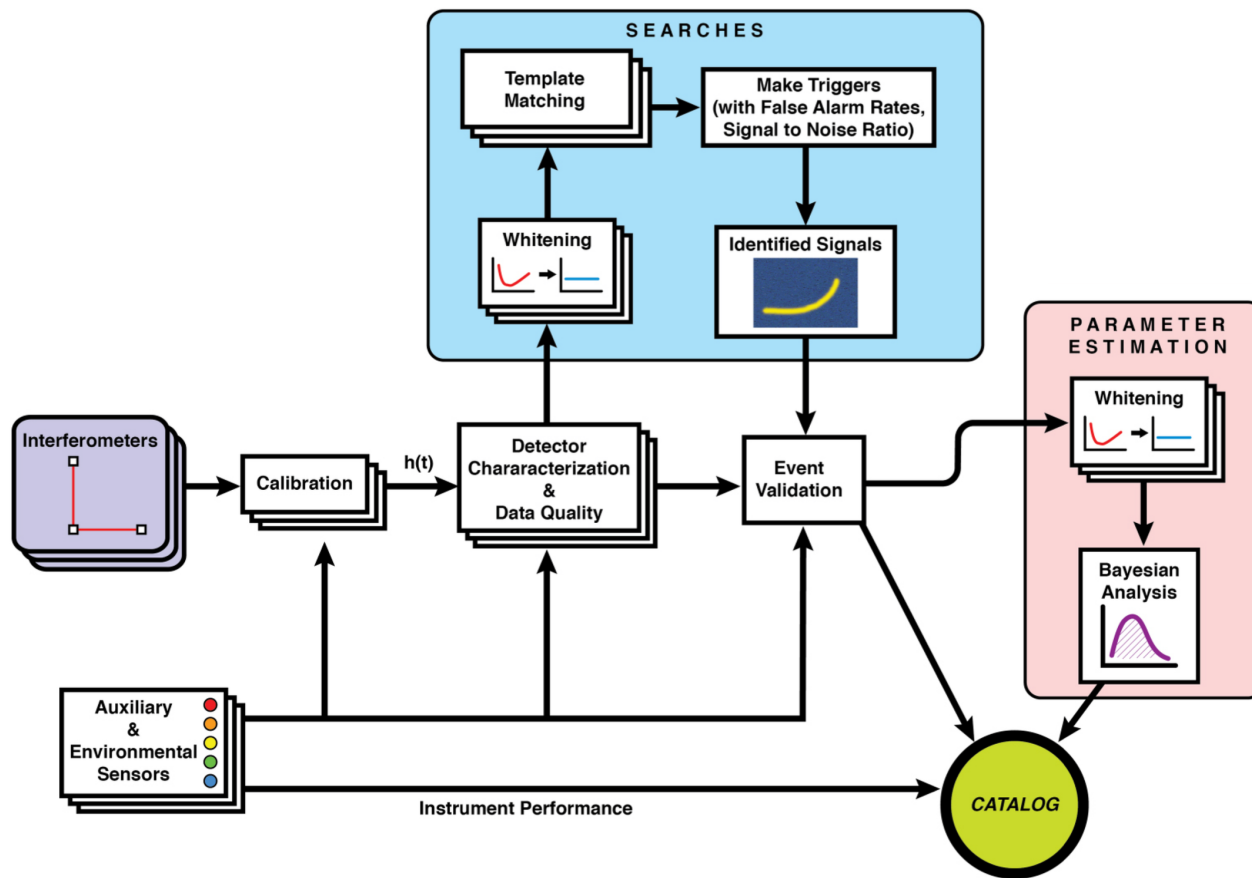 SEARCHES
Template
Matching
Make Triggers
(with False Alarm Rates,
Signal to Noise Ratio)
Whitening
Identified Signals
PARAMETER
ESTIMATION
Whitening
Interferometers
Calibration
h(t)
Detector
Chararacterization
&
Data Quality
Event
Validation
Bayesian
Analysis
Auxiliary
&
Environmental
Sensors
Instrument Performance
CATALOG